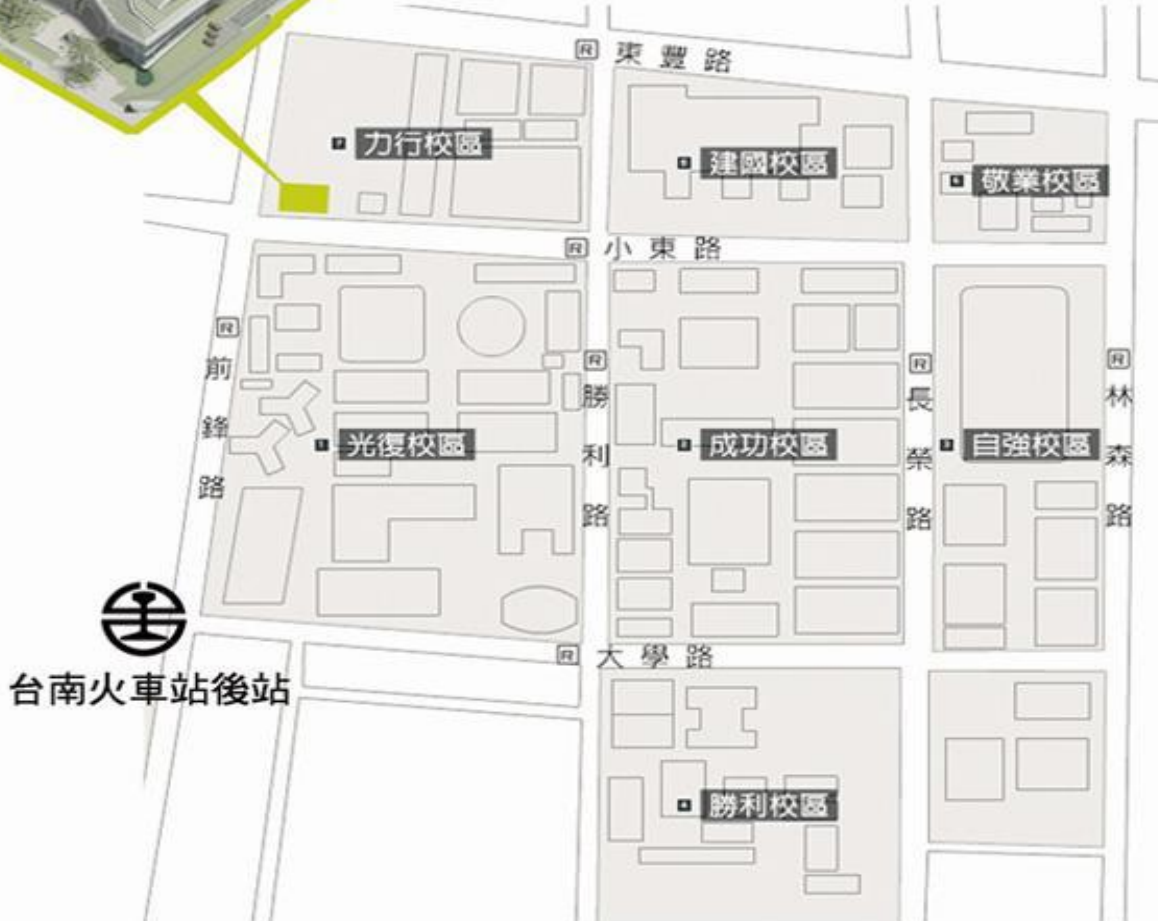 R 東豐路
力行校區
建國校區
敬業校區
R 小東路
R 前鋒路
R 勝利路
R 長榮路
R 林森路
光復校區
成功校區
自強校區
台南火車站後站
R 大學路
勝利校區